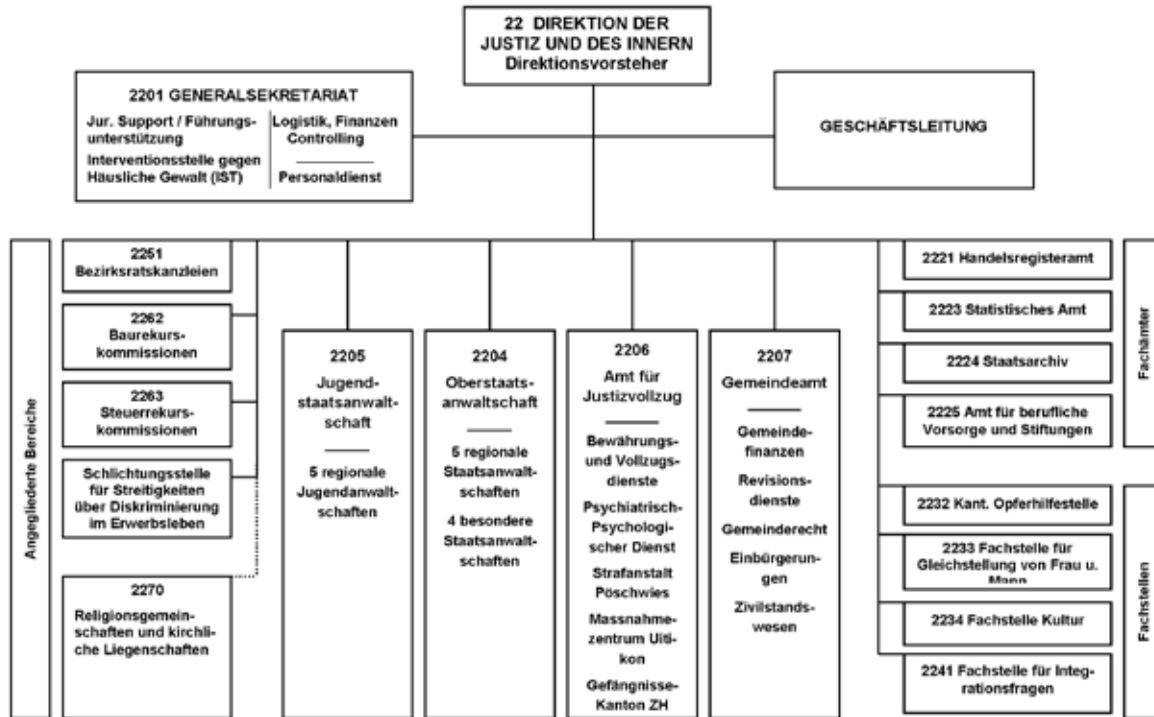 22 DIREKTION DER
JUSTIZ UND DES INNERN
Direktionsvorsteher
2201 GENERALSEKRETARIAT
Jur. Support / Führungs-
unterstützung
Interventionsstelle gegen
Häusliche Gewalt (IST)
Logistik, Finanzen
Controlling
Personaldienst
GESCHÄFTSLEITUNG
Angegliederte Bereiche
2251
Bezirksratskanzleien
2262
Baurekurs-
kommissionen
2263
Steuerrekurs-
kommissionen
Schlichtungsstelle
für Streitigkeiten
über Diskriminierung
im Erwerbsleben
2270
Religionsgemein-
schaften und kirchli-
che Liegenschaften
2205
Jugend-
staatsanwalt-
schaft
5 regionale
Jugendanwalt-
schaften
2204
Oberstaats-
anwaltschaft
5 regionale
Staatsanwalt-
schaften
4 besondere
Staatsanwalt-
schaften
2206
Amt für
Justizvollzug
Bewährungs-
und Vollzugs-
dienste
Psychiatrisch-
Psychologi-
scher Dienst
Strafanstalt
Pöschwies
Massnahme-
zentrum Uiti-
kon
Gefängnisse-
Kanton ZH
2207
Gemeindeamt
Gemeinde-
finanzen
Revisions-
dienste
Gemeinderecht
Einbürgerun-
gen
Zivilstands-
wesen
2221 Handelsregisteramt
2223 Statistisches Amt
2224 Staatsarchiv
2225 Amt für berufliche
Vorsorge und Stiftungen
Fachämter
2232 Kant. Opferhilfestelle
2233 Fachstelle für
Gleichstellung von Frau u.
Mann
2234 Fachstelle Kultur
2241 Fachstelle für Integ-
rationsfragen
Fachstellen